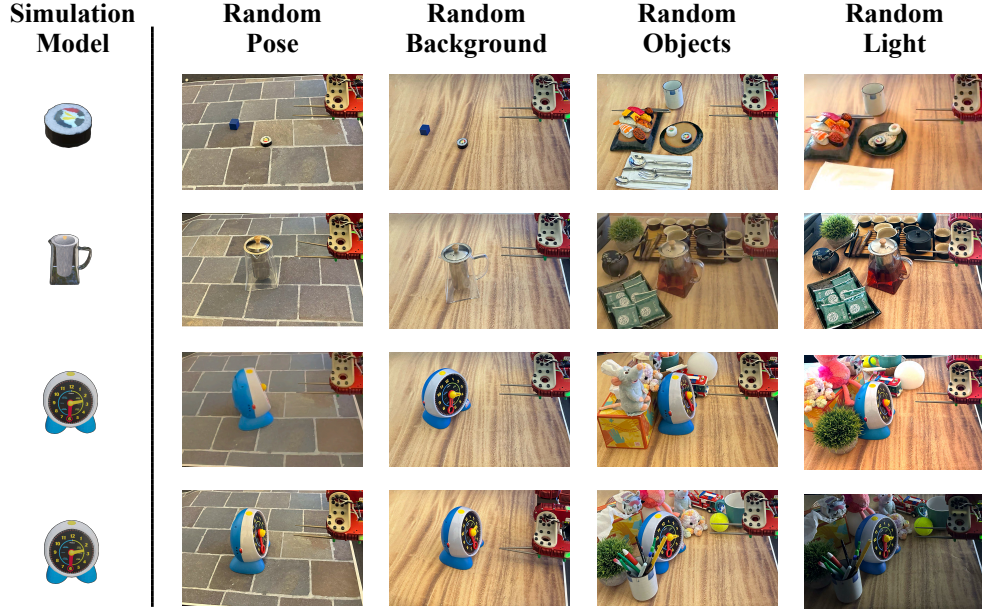 Simulation
Model
Random
Pose
Random
Background
Random
Objects
Random
Light